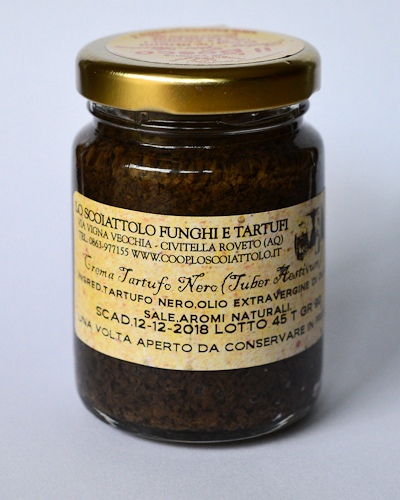 LO SCOIATTOLO FUNGHI E TARTUFI
VIA VIGNA VECCHIA - CIVITELLA ROVETO (AQ)
TEL. 0863-977155 WWW.COOPLOSCOIATTOLO.IT
Crema Tartufo Nero (Tuber Aestivum
INGRED.TARTUFO NERO,OLIO EXTRAVERGINE DI
SALE.AROMI NATURALI
SCAD.12-12-2018 LOTTO 45 T GR
UNA VOLTA APERTO DA CONSERVARE IN